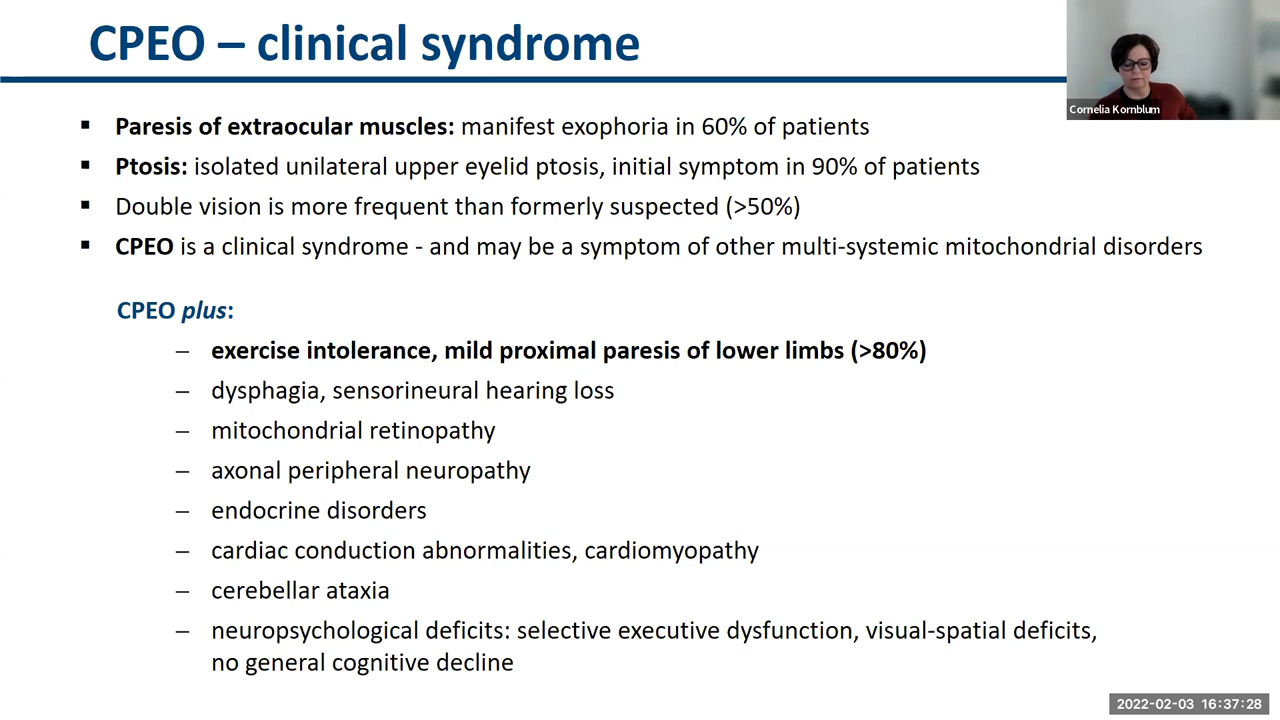 CPEO – clinical syndrome
Cornelia Kornblum
▪ Paresis of extraocular muscles: manifest exophoria in 60% of patients
▪ Ptosis: isolated unilateral upper eyelid ptosis, initial symptom in 90% of patients
▪ Double vision is more frequent than formerly suspected (>50%)
▪ CPEO is a clinical syndrome - and may be a symptom of other multi-systemic mitochondrial disorders
CPEO plus:
– exercise intolerance, mild proximal paresis of lower limbs (>80%)
– dysphagia, sensorineural hearing loss
– mitochondrial retinopathy
– axonal peripheral neuropathy
– endocrine disorders
– cardiac conduction abnormalities, cardiomyopathy
– cerebellar ataxia
– neuropsychological deficits: selective executive dysfunction, visual-spatial deficits,
no general cognitive decline
2022-02-03 16:37:28